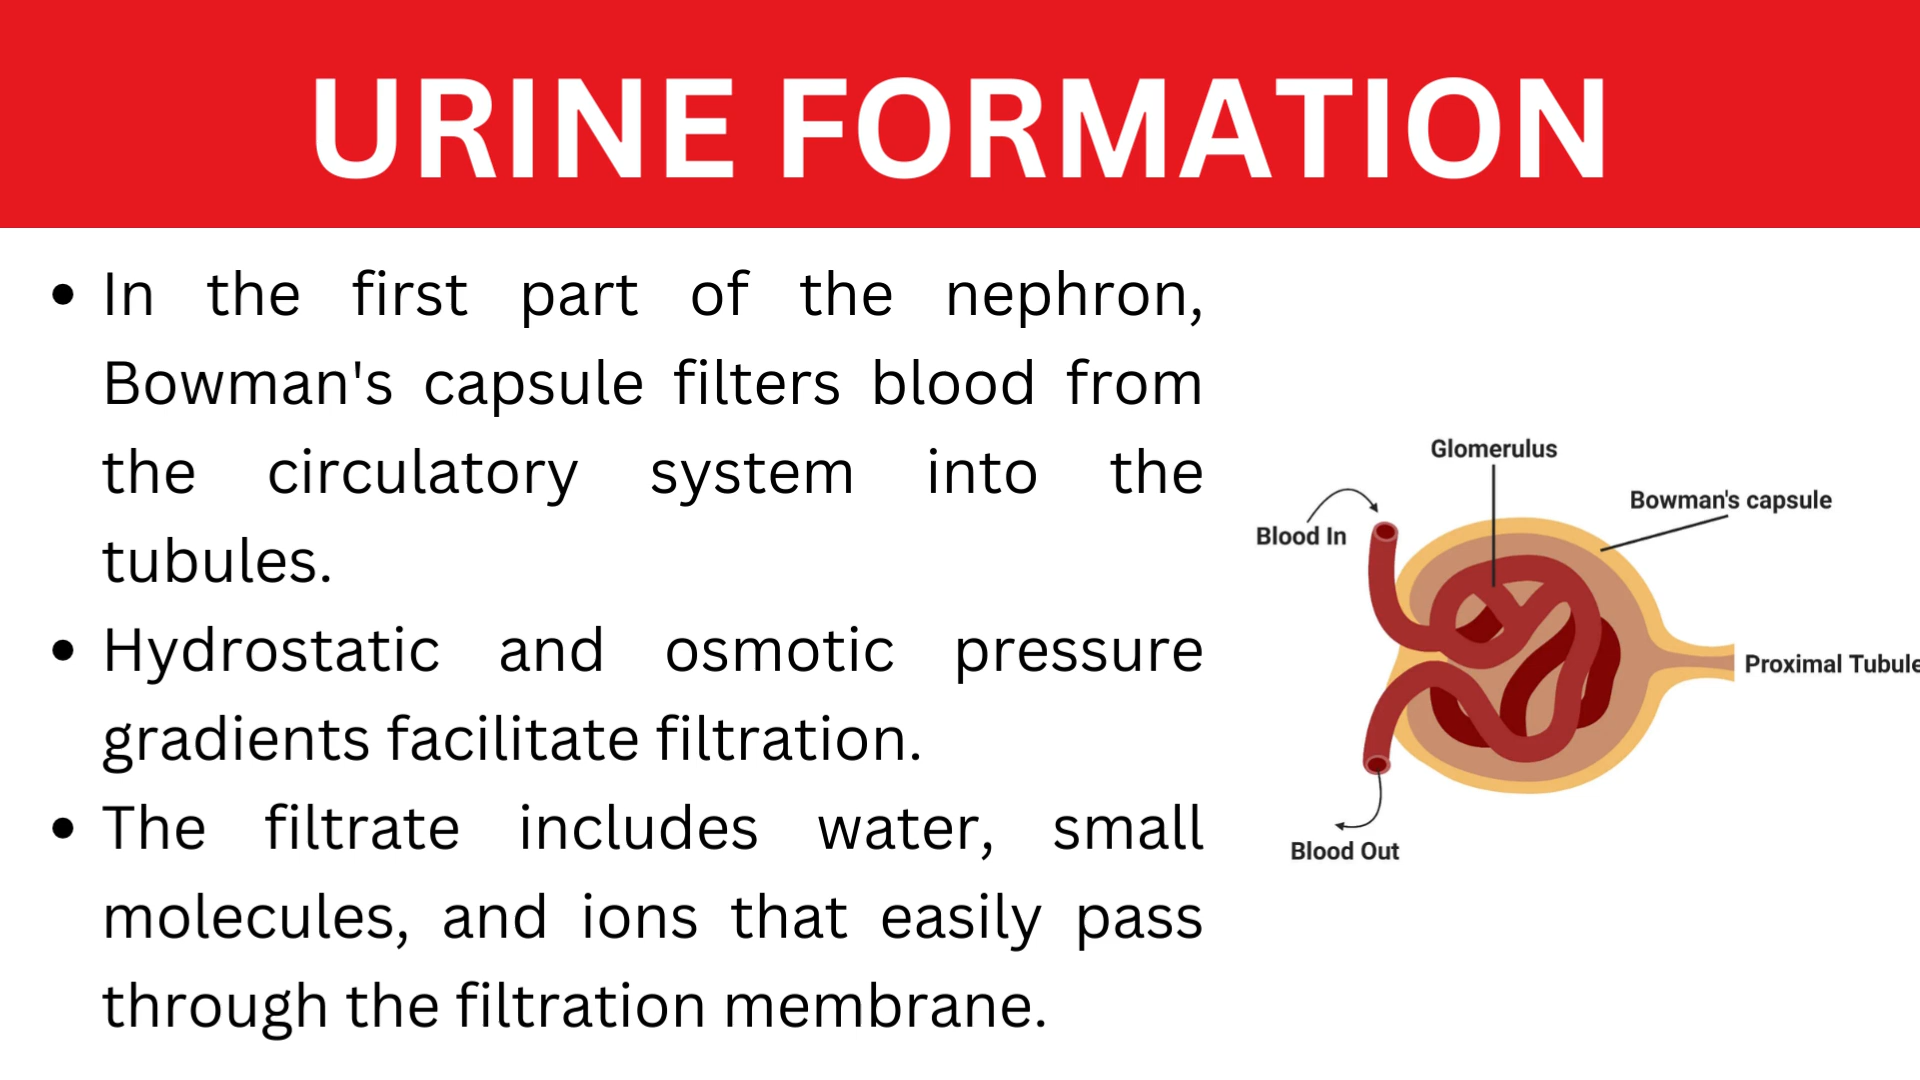 URINE FORMATION
• In the first part of the nephron,
Bowman's capsule filters blood from
the circulatory system into the
tubules.
• Hydrostatic and osmotic pressure
gradients facilitate filtration.
• The filtrate includes water, small
molecules, and ions that easily pass
through the filtration membrane.
Glomerulus
Bowman's capsule
Blood In
Proximal Tubule
Blood Out